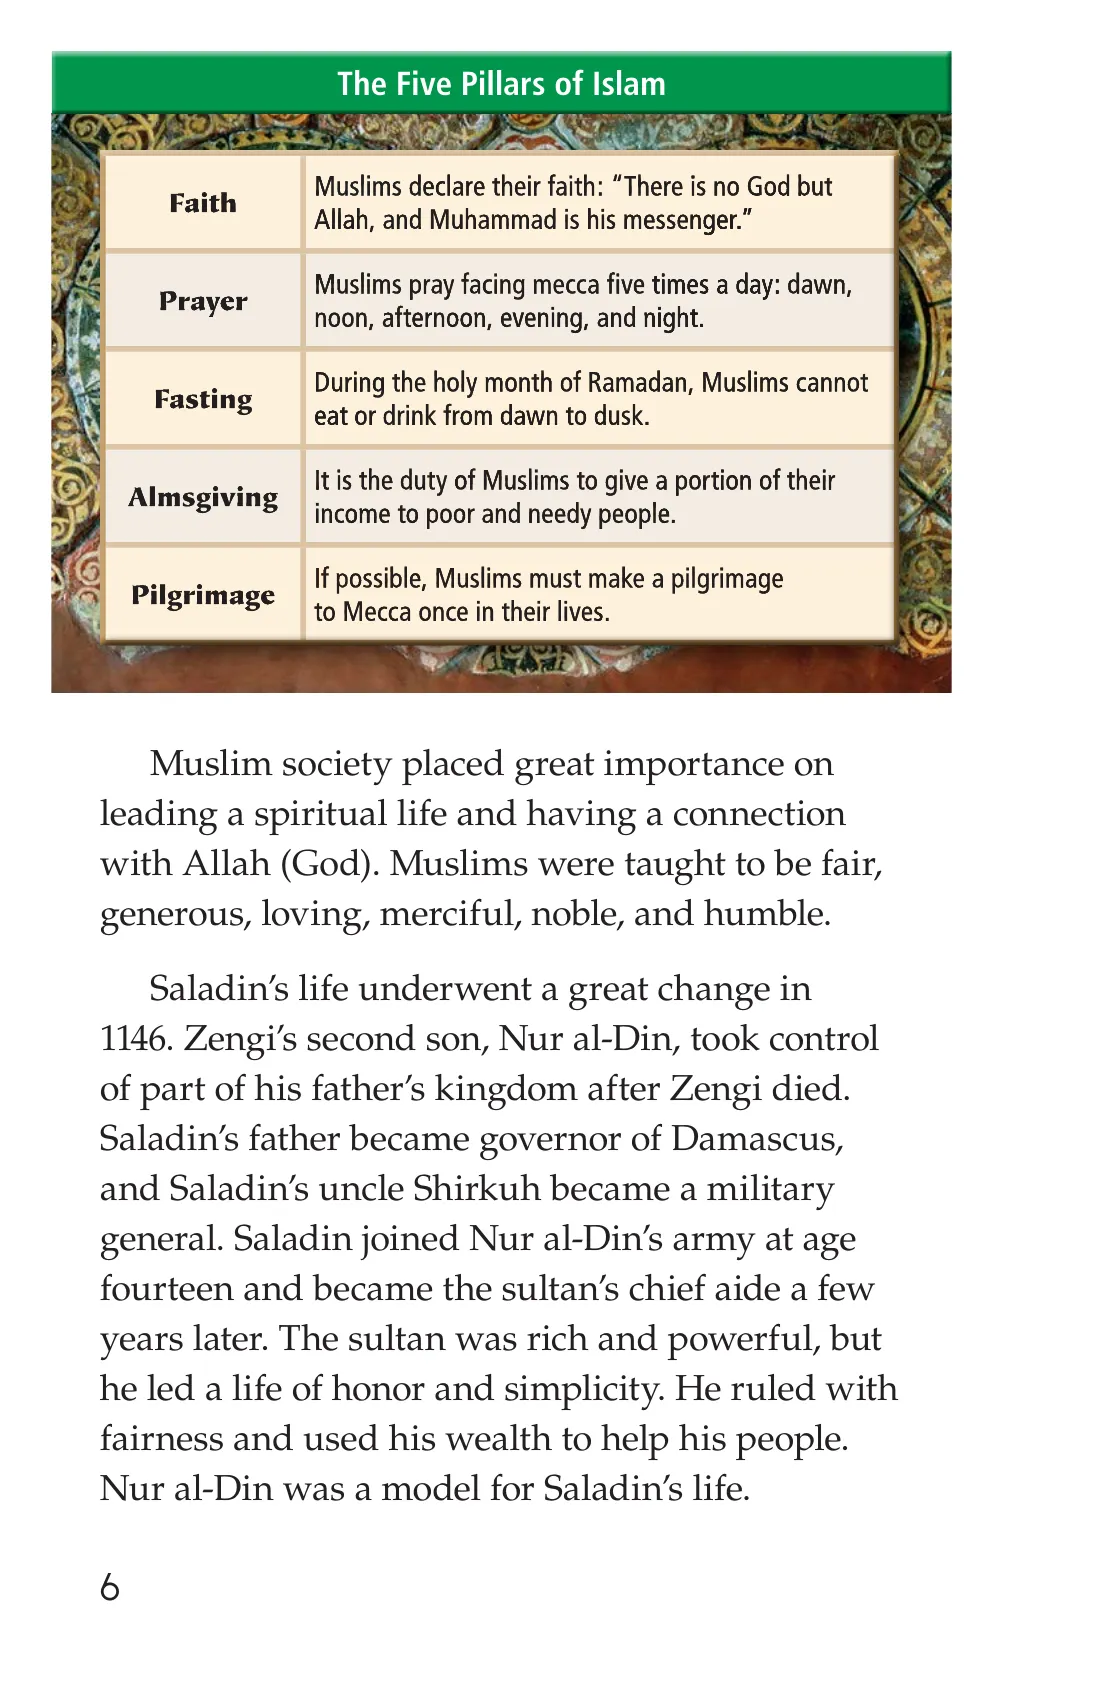 The Five Pillars of Islam
Faith
Muslims declare their faith: “There is no God but
Allah, and Muhammad is his messenger.”
Prayer
Muslims pray facing mecca five times a day: dawn,
noon, afternoon, evening, and night.
Fasting
During the holy month of Ramadan, Muslims cannot
eat or drink from dawn to dusk.
Almsgiving
It is the duty of Muslims to give a portion of their
income to poor and needy people.
Pilgrimage
If possible, Muslims must make a pilgrimage
to Mecca once in their lives.
Muslim society placed great importance on
leading a spiritual life and having a connection
with Allah (God). Muslims were taught to be fair,
generous, loving, merciful, noble, and humble.
Saladin’s life underwent a great change in
1146. Zengi’s second son, Nur al-Din, took control
of part of his father’s kingdom after Zengi died.
Saladin’s father became governor of Damascus,
and Saladin’s uncle Shirkuh became a military
general. Saladin joined Nur al-Din’s army at age
fourteen and became the sultan’s chief aide a few
years later. The sultan was rich and powerful, but
he led a life of honor and simplicity. He ruled with
fairness and used his wealth to help his people.
Nur al-Din was a model for Saladin’s life.
6